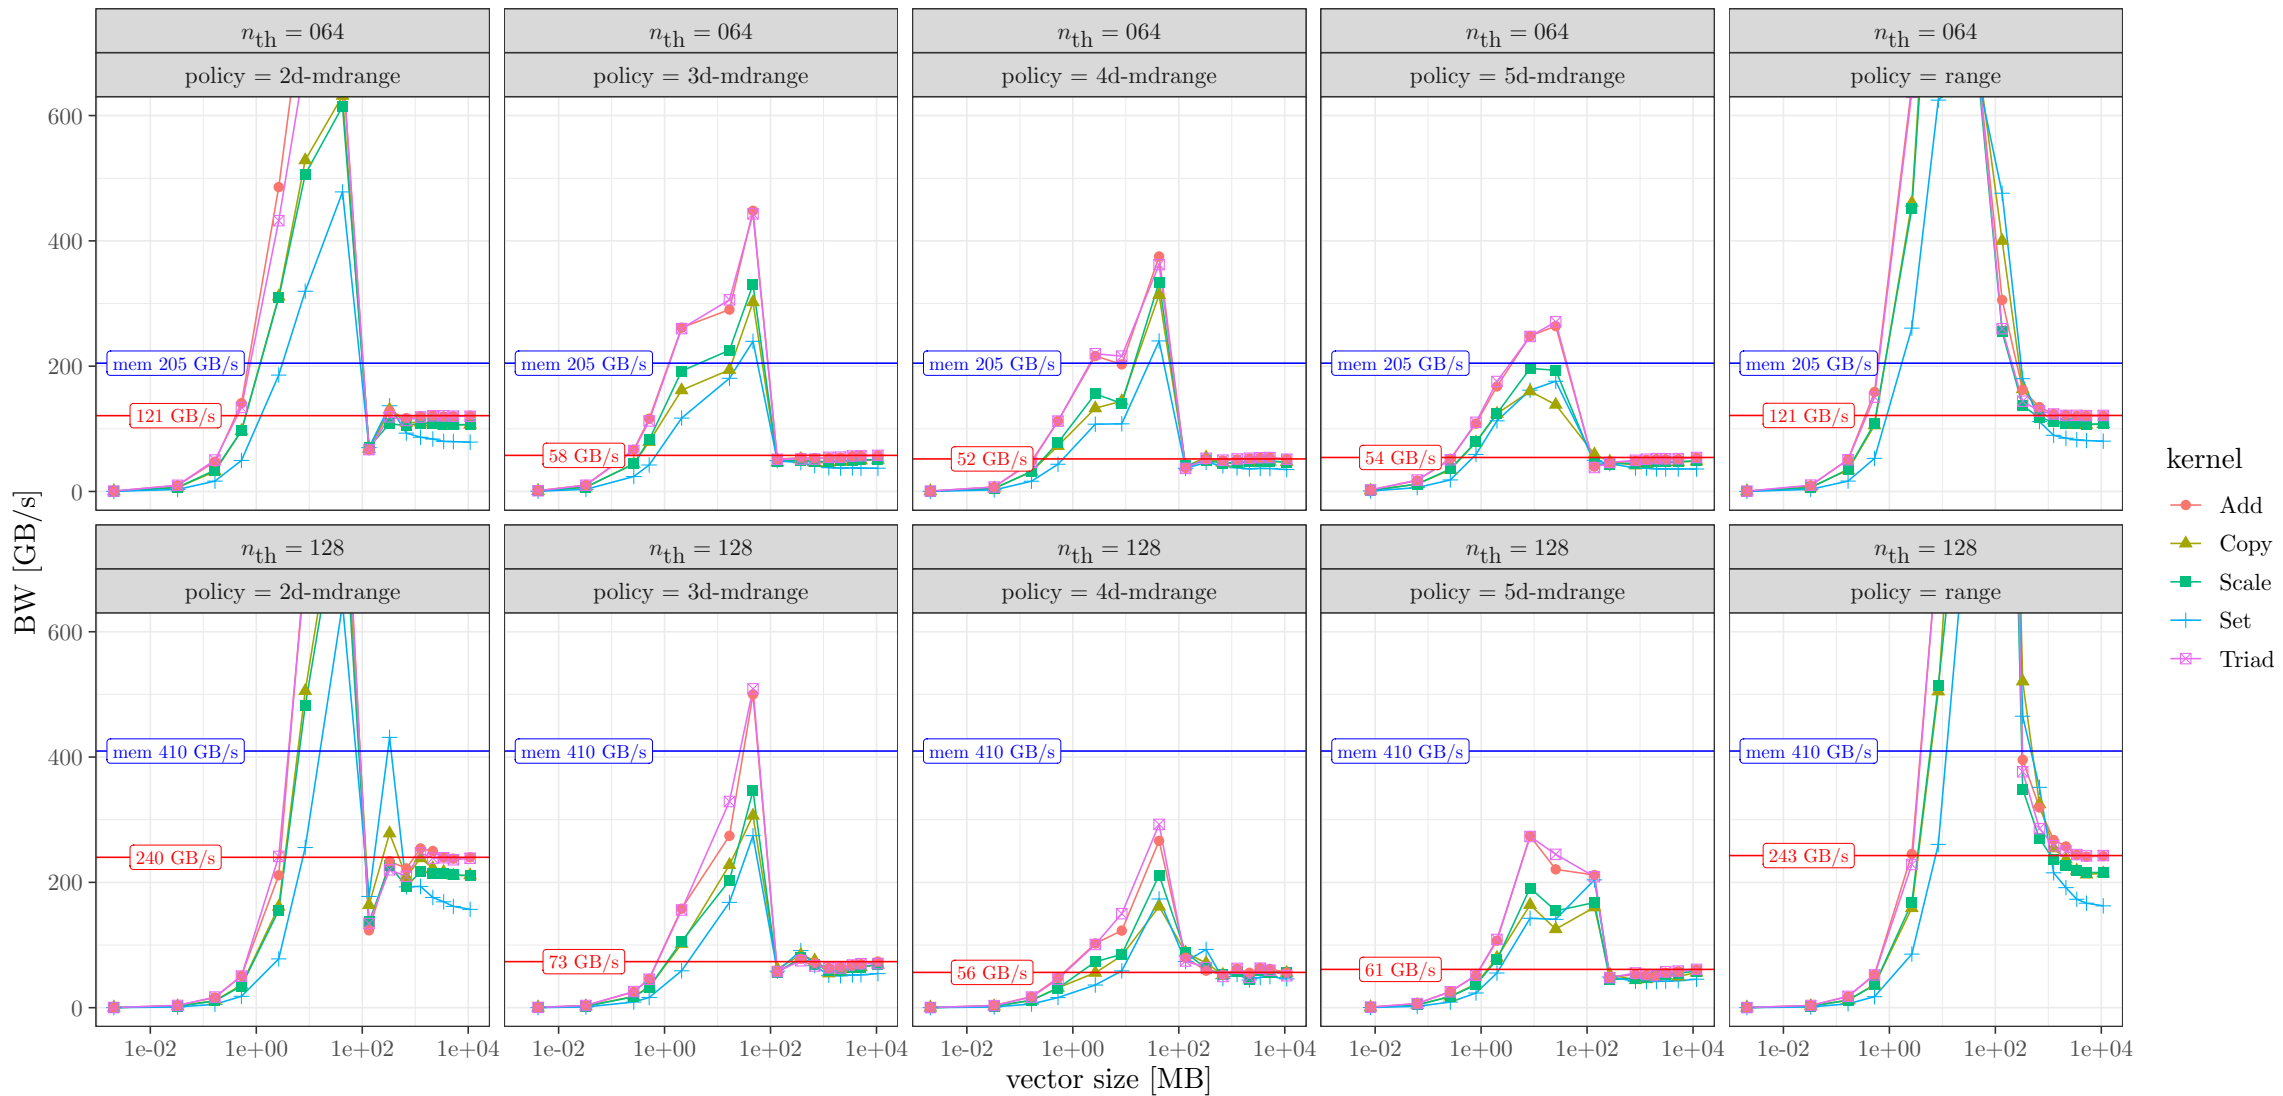 n_th = 064 n_th = 064 n_th = 064 n_th = 064 n_th = 064
policy = 2d-mdrange policy = 3d-mdrange policy = 4d-mdrange policy = 5d-mdrange policy = range
600
400
200
0
mem 205 GB/s mem 205 GB/s mem 205 GB/s mem 205 GB/s mem 205 GB/s
121 GB/s 58 GB/s 52 GB/s 54 GB/s 121 GB/s
n_th = 128 n_th = 128 n_th = 128 n_th = 128 n_th = 128
policy = 2d-mdrange policy = 3d-mdrange policy = 4d-mdrange policy = 5d-mdrange policy = range
600
400
200
0
mem 410 GB/s mem 410 GB/s mem 410 GB/s mem 410 GB/s mem 410 GB/s
240 GB/s 73 GB/s 56 GB/s 61 GB/s 243 GB/s
1e-02 1e+00 1e+02 1e+04 1e-02 1e+00 1e+02 1e+04 1e-02 1e+00 1e+02 1e+04 1e-02 1e+00 1e+02 1e+04 1e-02 1e+00 1e+02 1e+04
vector size [MB]
BW [GB/s]
kernel
Add
Copy
Scale
Set
Triad